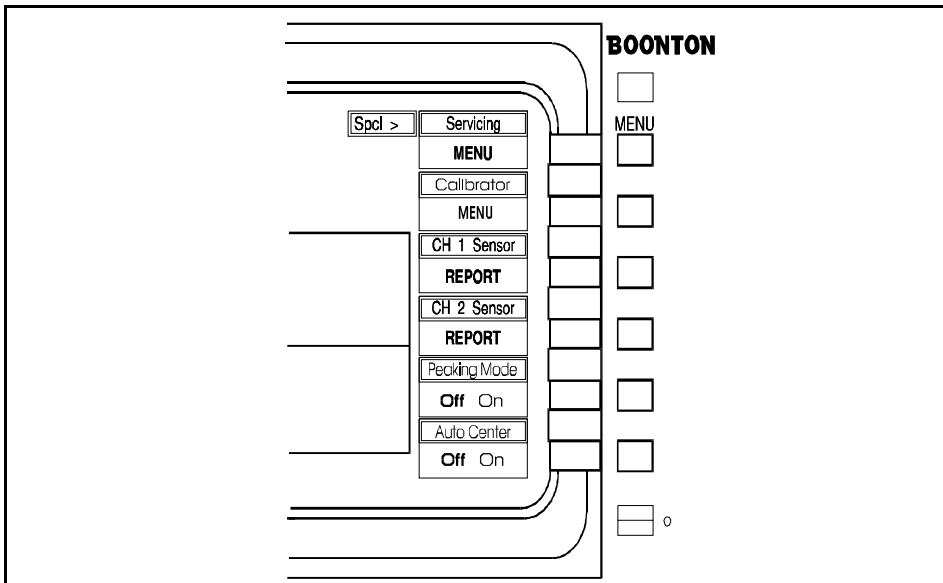 BOONTON
Spcl > Servicing
MENU
MENU
Calibrator
MENU
CH 1 Sensor
REPORT
CH 2 Sensor
REPORT
Peaking Mode
Off On
Auto Center
Off On
O